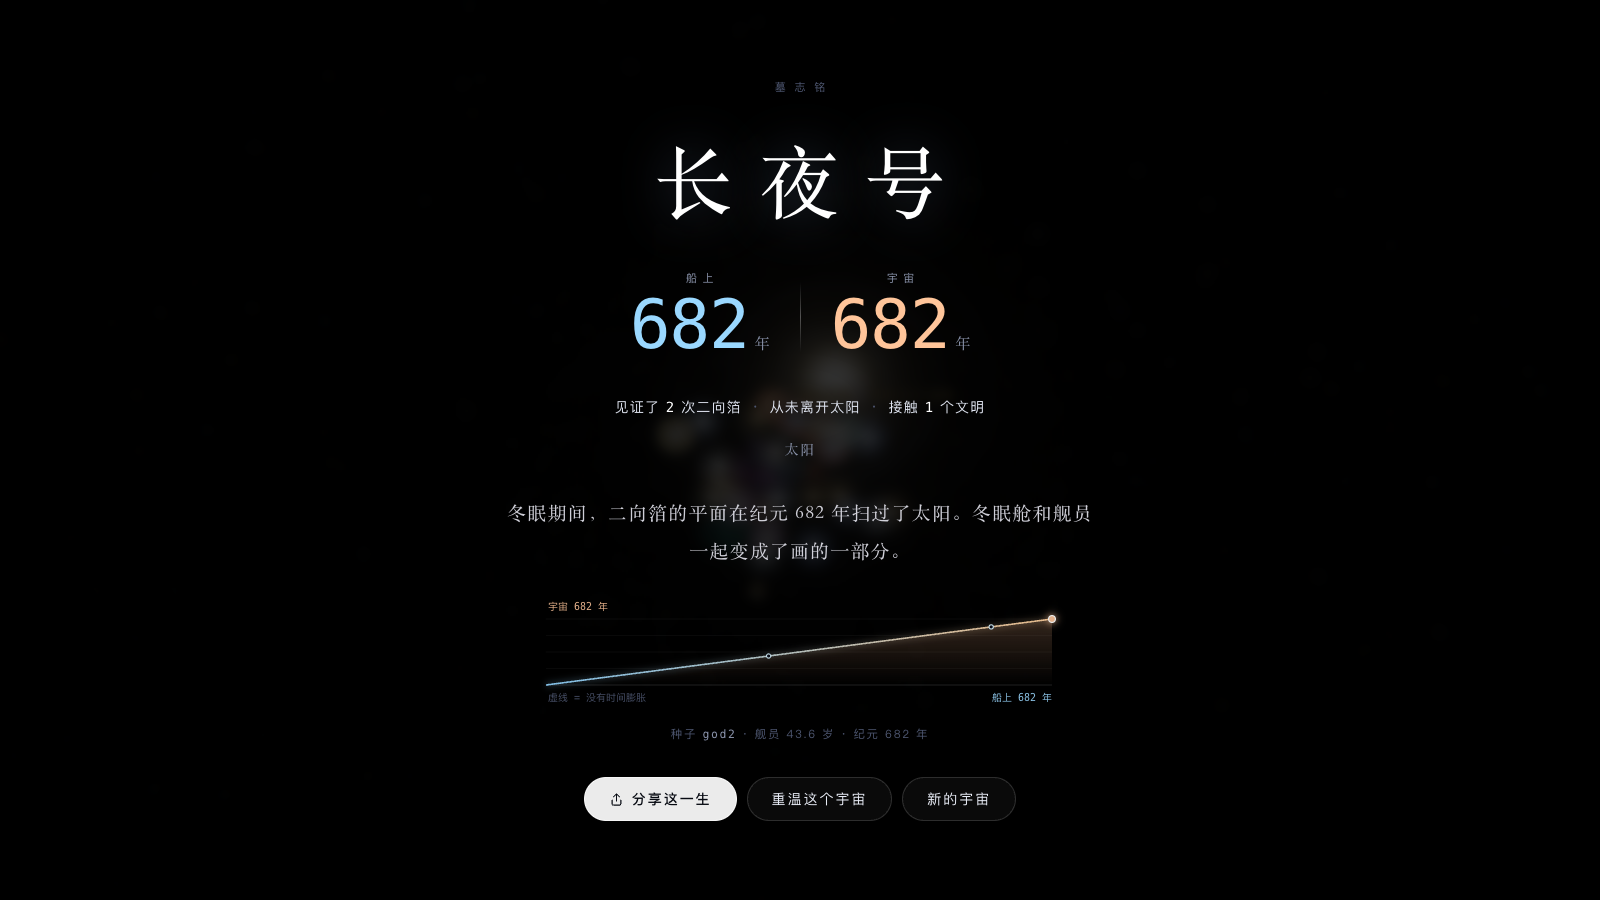 墓志铭
长夜号
船上
宇宙
682 年
682 年
见证了 2 次二向箔 · 从未离开太阳 · 接触 1 个文明
太阳
冬眠期间，二向箔的平面在纪元 682 年扫过了太阳。冬眠舱和舰员
一起变成了画的一部分。
宇宙 682 年
虚线 = 没有时间膨胀
船上 682 年
种子 god2 · 舰员 43.6 岁 · 纪元 682 年
分享这一生
重温这个宇宙
新的宇宙